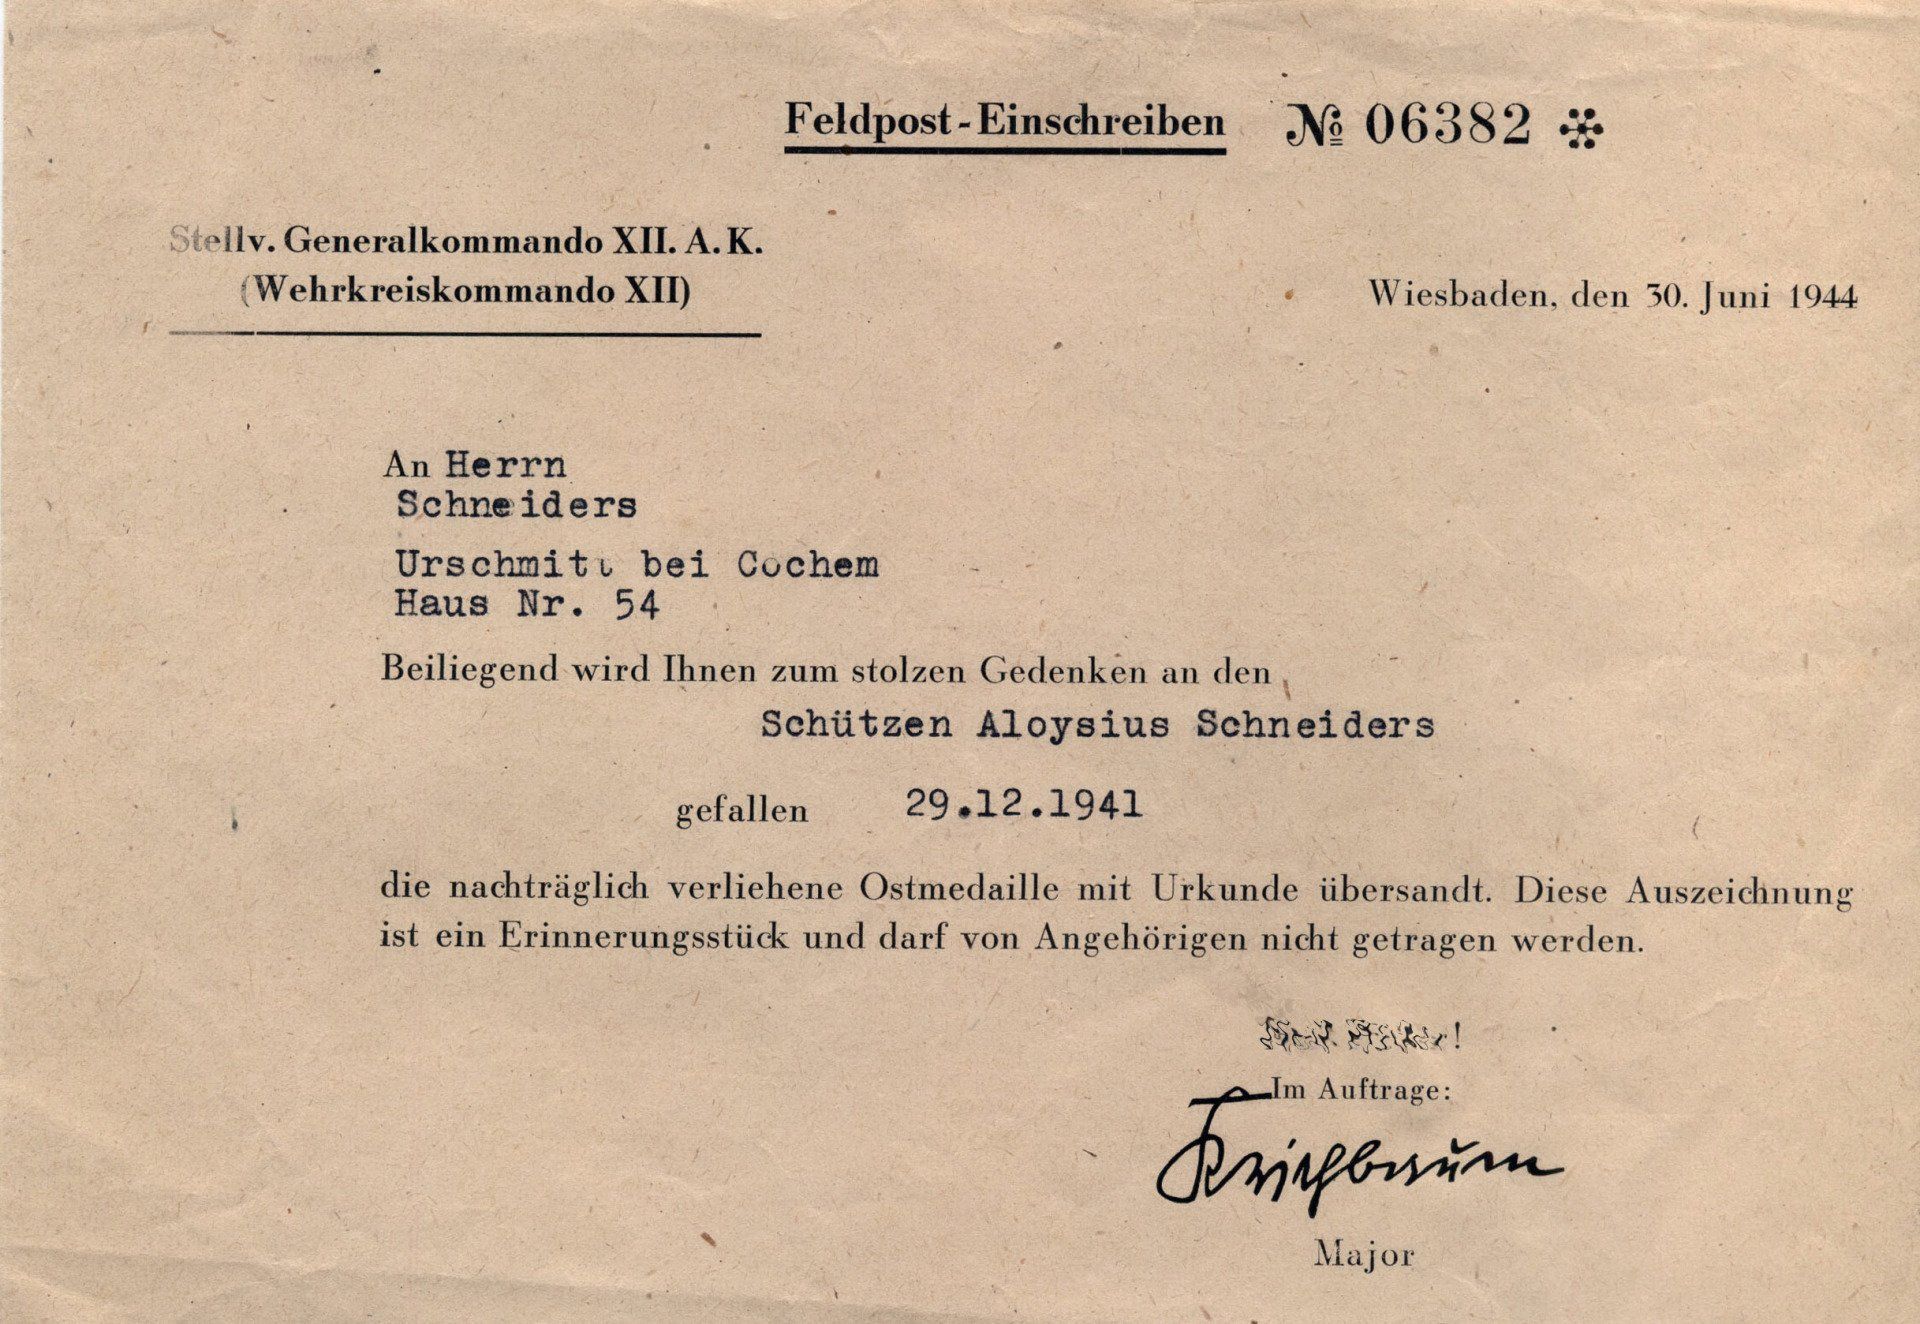 Feldpost-Einschreiben № 06382
Stellv. Generalkommando XII. A. K.
(Wehrkreiskommando XII)
Wiesbaden, den 30. Juni 1944
An Herrn
Schneiders
Urschmitt bei Cochem
Haus Nr. 54
Beiliegend wird Ihnen zum stolzen Gedenken an den
Schützen Aloysius Schneiders
gefallen 29.12.1941
die nachträglich verliehene Ostmedaille mit Urkunde übersandt. Diese Auszeichnung
ist ein Erinnerungsstück und darf von Angehörigen nicht getragen werden.
Im Auftrage:
Krichbaum
Major